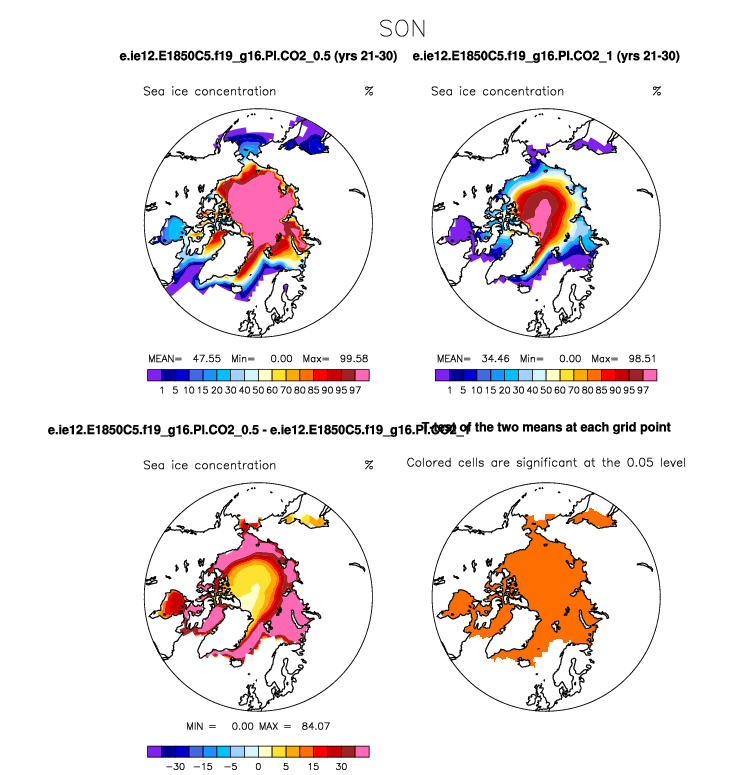 SON
e.ie12.E1850C5.f19_g16.PI.CO2_0.5 (yrs 21-30) e.ie12.E1850C5.f19_g16.PI.CO2_1 (yrs 21-30)
Sea ice concentration % Sea ice concentration %
MEAN= 47.55 Min= 0.00 Max= 99.58 MEAN= 34.46 Min= 0.00 Max= 98.51
1 5 10 15 20 30 40 50 60 70 80 85 90 95 97 1 5 10 15 20 30 40 50 60 70 80 85 90 95 97
e.ie12.E1850C5.f19_g16.PI.CO2_0.5 - e.ie12.E1850C5.f19_g16.PI.CO2_1 T-test of the two means at each grid point
Sea ice concentration % Colored cells are significant at the 0.05 level
MIN = 0.00 MAX = 84.07
-30 -15 -5 0 5 15 30